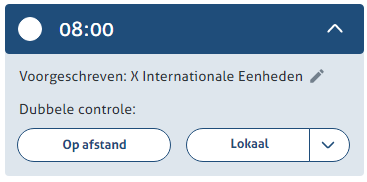 08:00
Voorgeschreven: X Internationale Eenheden
Dubbele controle:
Op afstand Lokaal